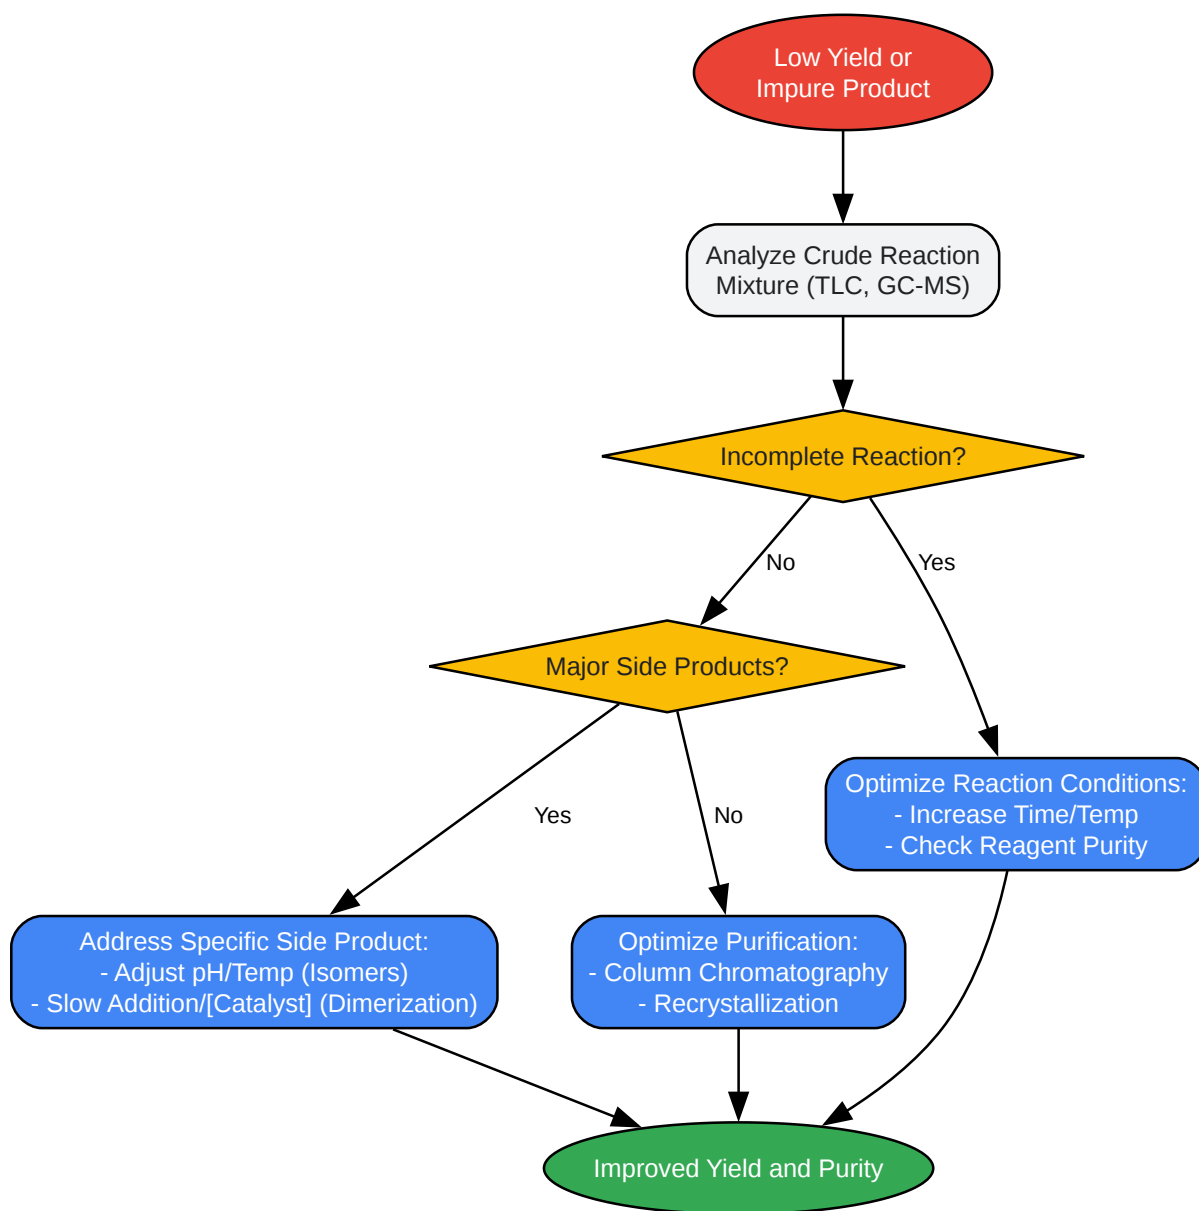 Low Yield or
Impure Product
Analyze Crude Reaction
Mixture (TLC, GC-MS)
Incomplete Reaction?
No
Yes
Major Side Products?
Optimize Reaction Conditions:
- Increase Time/Temp
- Check Reagent Purity
Yes
No
Address Specific Side Product:
- Adjust pH/Temp (Isomers)
- Slow Addition/[Catalyst] (Dimerization)
Optimize Purification:
- Column Chromatography
- Recrystallization
Improved Yield and Purity